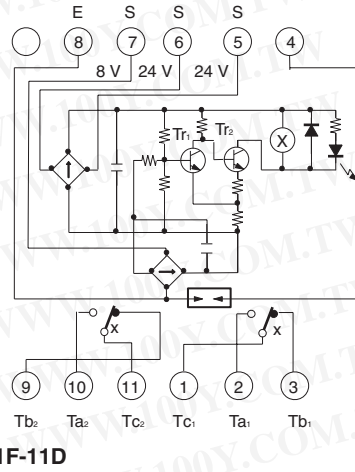 E S S S
8 7 6 5 4
8 V 24 V 24 V
Tr₁ Tr₂
X
x x
9 10 11 1 2 3
Tb₂ Ta₂ Tc₂ Tc₁ Ta₁ Tb₁
1F-11D
WWW.100Y.COM.TW